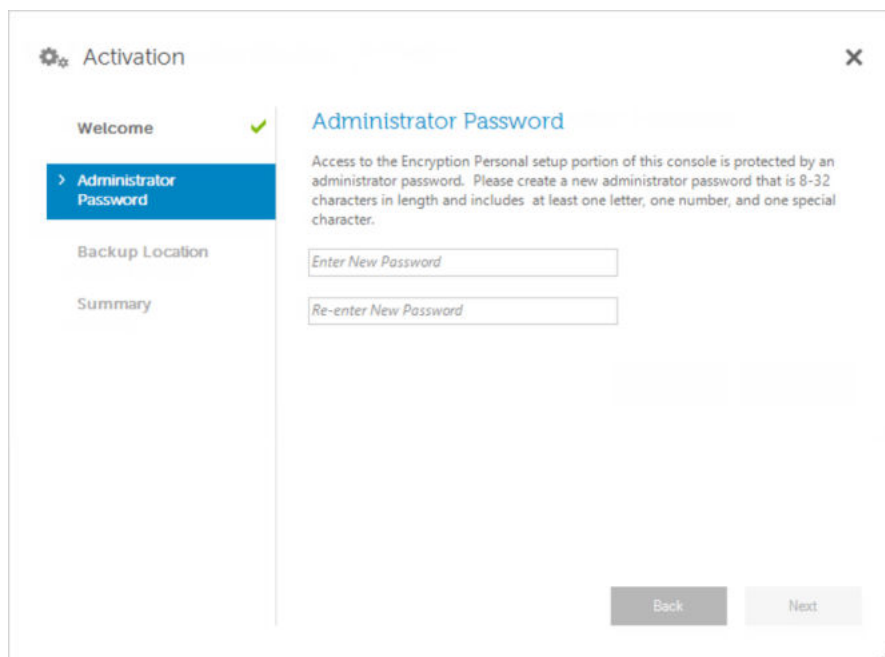 Activation
Welcome
Administrator
Password
Backup Location
Summary
Administrator Password
Access to the Encryption Personal setup portion of this console is protected by an
administrator password.  Please create a new administrator password that is 8-32
characters in length and includes  at least one letter, one number, and one special
character.
Enter New Password
Re-enter New Password
Back
Next